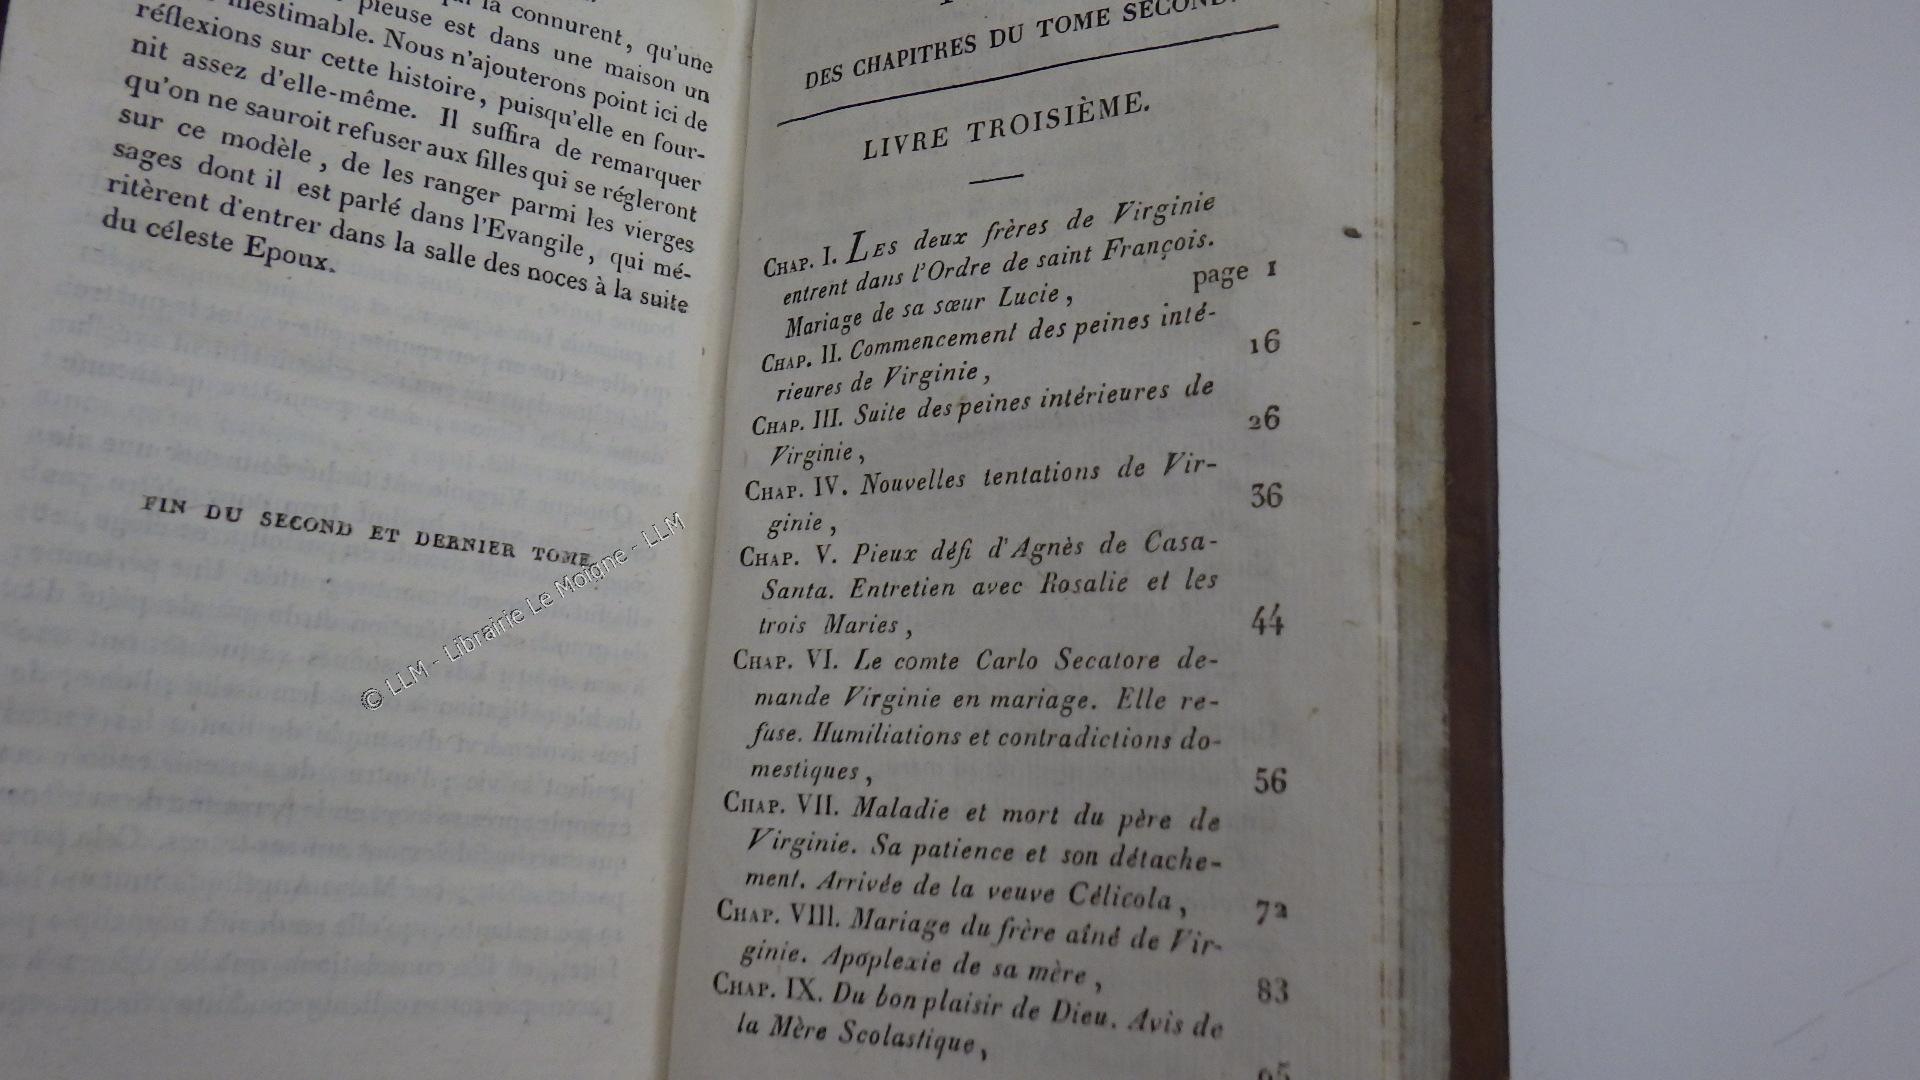 la connurent, qu'une
pieuse est dans une maison un
inestimable. Nous n'ajouterons point ici de
réflexions sur cette histoire, puisqu'elle en four-
nit assez d'elle-même. Il suffira de remarquer
qu'on ne sauroit refuser aux filles qui se régleront
sur ce modèle, de les ranger parmi les vierges
sages dont il est parlé dans l'Evangile, qui mé-
ritèrent d'entrer dans la salle des noces à la suite
du céleste Epoux.
FIN DU SECOND ET DERNIER TOME.
© LLM - Librairie Le Moigne - LLM
DES CHAPITRES DU TOME SECOND.
LIVRE TROISIÈME.
CHAP. I. LES deux frères de Virginie
entrent dans l'Ordre de saint François.
Mariage de sa sœur Lucie, page 1
CHAP. II. Commencement des peines inté-
rieures de Virginie, 16
CHAP. III. Suite des peines intérieures de
Virginie, 26
CHAP. IV. Nouvelles tentations de Vir-
ginie, 36
CHAP. V. Pieux défi d'Agnès de Casa-
Santa. Entretien avec Rosalie et les
trois Maries, 44
CHAP. VI. Le comte Carlo Secatore de-
mande Virginie en mariage. Elle re-
fuse. Humiliations et contradictions do-
mestiques, 56
CHAP. VII. Maladie et mort du père de
Virginie. Sa patience et son détache-
ment. Arrivée de la veuve Célicola, 72
CHAP. VIII. Mariage du frère aîné de Vir-
ginie. Apoplexie de sa mère, 83
CHAP. IX. Du bon plaisir de Dieu. Avis de
la Mère Scolastique,